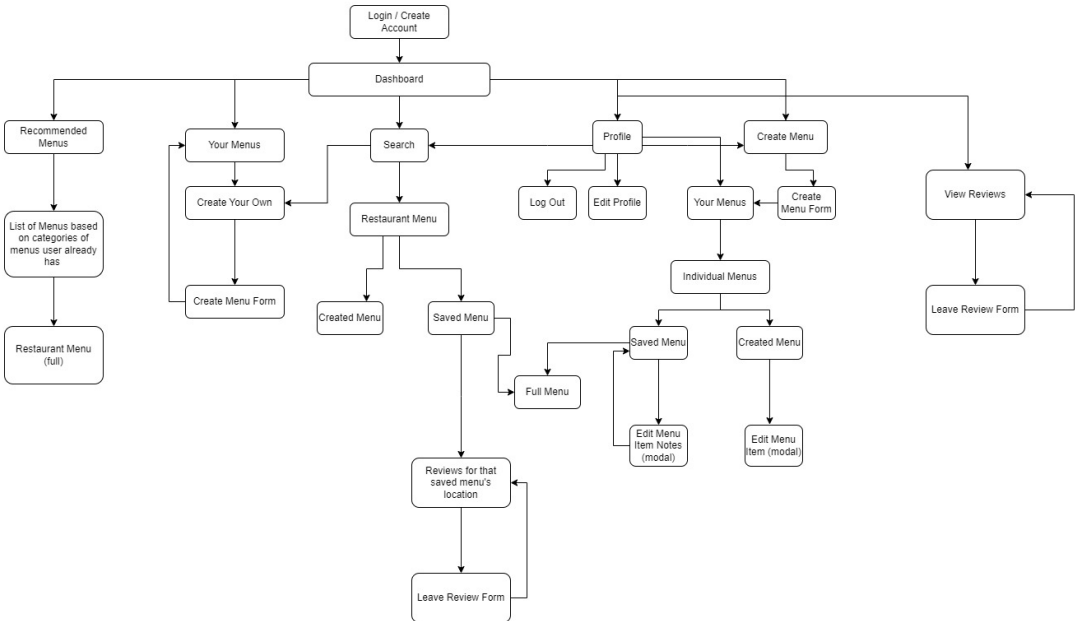 Login / Create
Account
Dashboard
Recommended
Menus
Your Menus
Search
Profile
Create Menu
View Reviews
Create Your Own
Restaurant Menu
Log Out
Edit Profile
Your Menus
Create
Menu Form
List of Menus based
on categories of
menus user already
has
Individual Menus
Create Menu Form
Created Menu
Saved Menu
Leave Review Form
Restaurant Menu
(full)
Saved Menu
Created Menu
Full Menu
Edit Menu
Item Notes
(modal)
Edit Menu
Item (modal)
Reviews for that
saved menu's
location
Leave Review Form